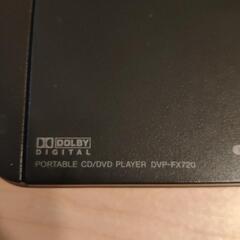 DOLBY
DIGITAL
PORTABLE CD/DVD PLAYER DVP-FX720